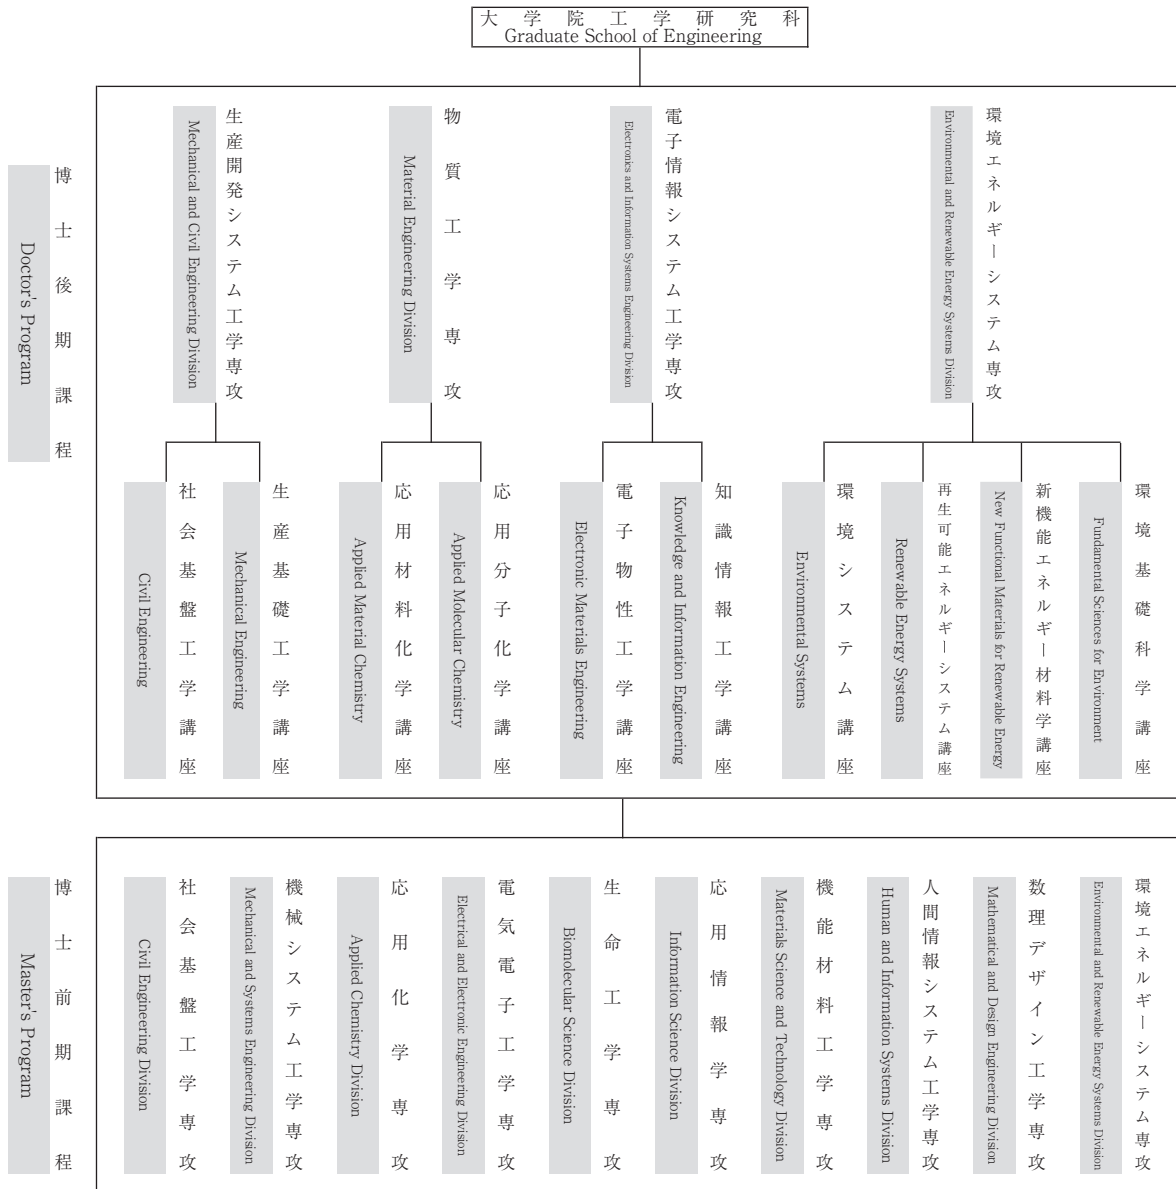 大学院工学研究科
Graduate School of Engineering
博士後期課程
Doctor's Program
生産開発システム工学専攻
Mechanical and Civil Engineering Division
物質工学専攻
Material Engineering Division
電子情報システム工学専攻
Electronics and Information Systems Engineering Division
環境エネルギーシステム専攻
Environmental and Renewable Energy Systems Division
社会基盤工学講座
Civil Engineering
生産基礎工学講座
Mechanical Engineering
応用材料化学講座
Applied Material Chemistry
応用分子化学講座
Applied Molecular Chemistry
電子物性工学講座
Electronic Materials Engineering
知識情報工学講座
Knowledge and Information Engineering
環境システム講座
Environmental Systems
再生可能エネルギーシステム講座
Renewable Energy Systems
新機能エネルギー材料学講座
New Functional Materials for Renewable Energy
環境基礎科学講座
Fundamental Sciences for Environment
博士前期課程
Master's Program
社会基盤工学専攻
Civil Engineering Division
機械システム工学専攻
Mechanical and Systems Engineering Division
応用化学専攻
Applied Chemistry Division
電気電子工学専攻
Electrical and Electronic Engineering Division
生命工学専攻
Biomolecular Science Division
応用情報学専攻
Information Science Division
機能材料工学専攻
Materials Science and Technology Division
人間情報システム工学専攻
Human and Information Systems Division
数理デザイン工学専攻
Mathematical and Design Engineering Division
環境エネルギーシステム専攻
Environmental and Renewable Energy Systems Division